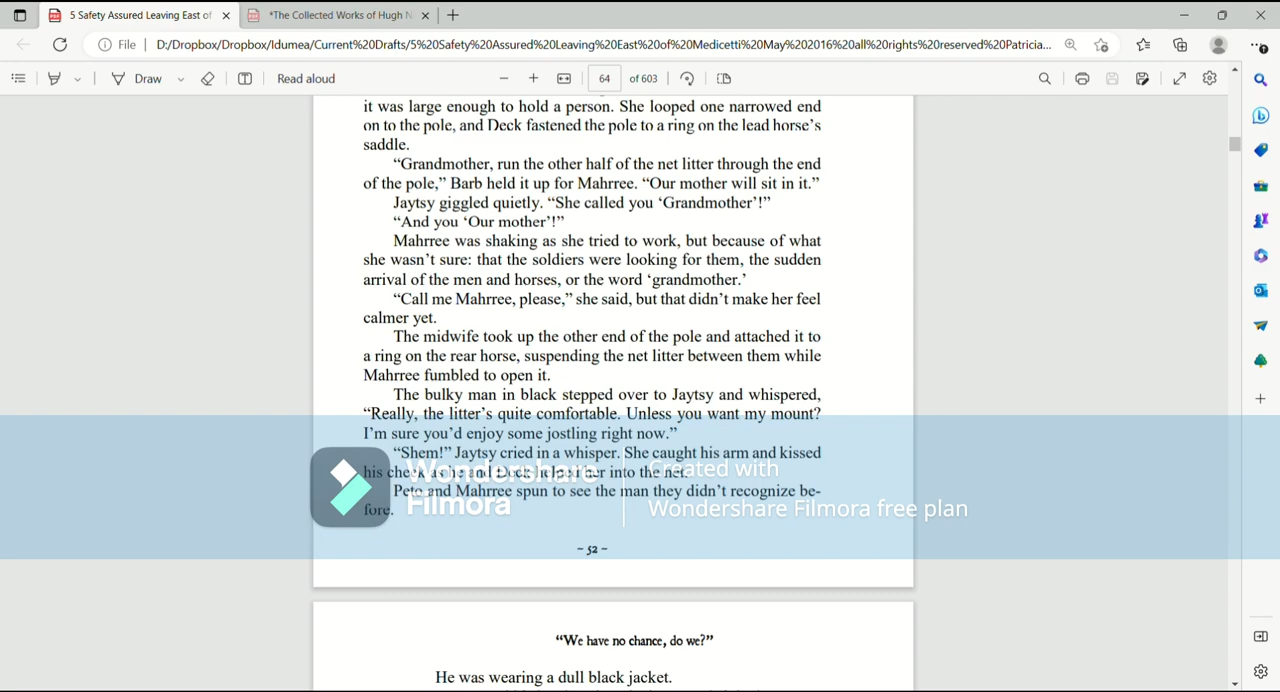 5 Safety Assured Leaving East of
*The Collected Works of Hugh N
File
D:/Dropbox/Dropbox/Idumea/Current%20Drafts/5%20Safety%20Assured%20Leaving%20East%20of%20Medicetti%20May%202016%20all%20rights%20reserved%20Patricia...
Draw
Read aloud
64 of 603
it was large enough to hold a person. She looped one narrowed end
on to the pole, and Deck fastened the pole to a ring on the lead horse’s
saddle.
“Grandmother, run the other half of the net litter through the end
of the pole,” Barb held it up for Mahrree. “Our mother will sit in it.”
Jaytsy giggled quietly. “She called you ‘Grandmother’!”
“And you ‘Our mother’!”
Mahrree was shaking as she tried to work, but because of what
she wasn’t sure: that the soldiers were looking for them, the sudden
arrival of the men and horses, or the word ‘grandmother.’
“Call me Mahrree, please,” she said, but that didn’t make her feel
calmer yet.
The midwife took up the other end of the pole and attached it to
a ring on the rear horse, suspending the net litter between them while
Mahrree fumbled to open it.
The bulky man in black stepped over to Jaytsy and whispered,
“Really, the litter’s quite comfortable. Unless you want my mount?
I’m sure you’d enjoy some jostling right now.”
“Shem!” Jaytsy cried in a whisper. She caught his arm and kissed
his cheek as he and Deck helped her into the net.
Peto and Mahrree spun to see the man they didn’t recognize be-
fore.
Wondershare
Filmora
Created with
Wondershare Filmora free plan
~ 52 ~
“We have no chance, do we?”
He was wearing a dull black jacket.